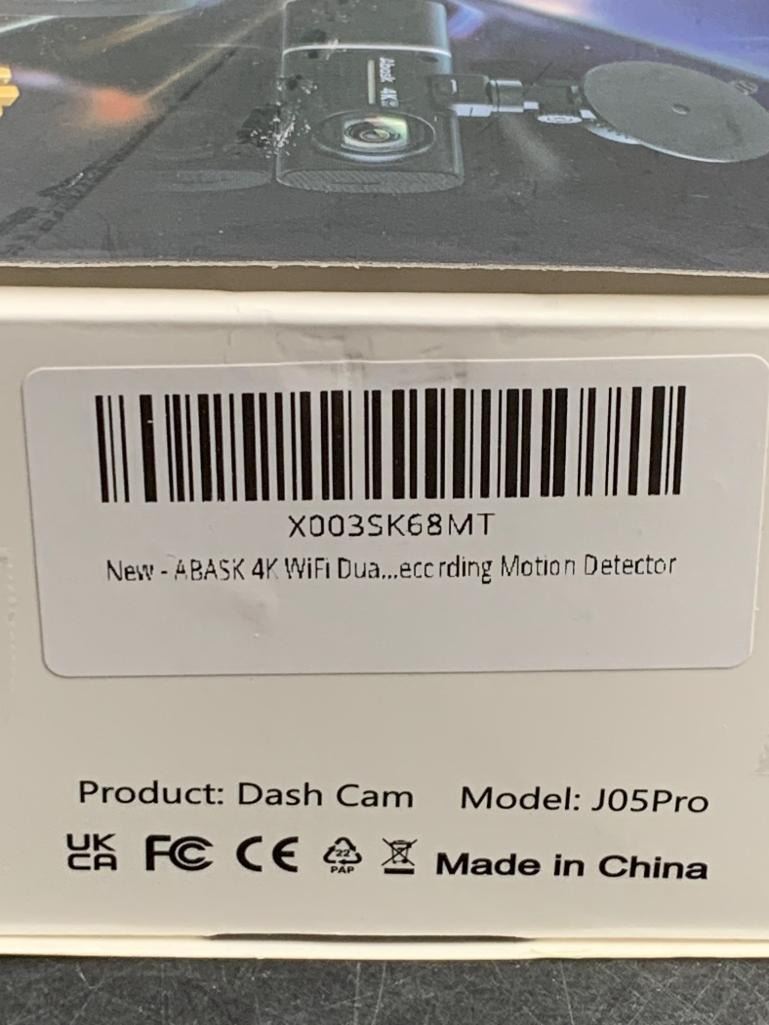 Abask 4K
X003SK68MT
New - ABASK 4K WiFi Dua...ecording Motion Detector
Product: Dash Cam Model: J05Pro
UK CA FC CE 22 PAP Made in China